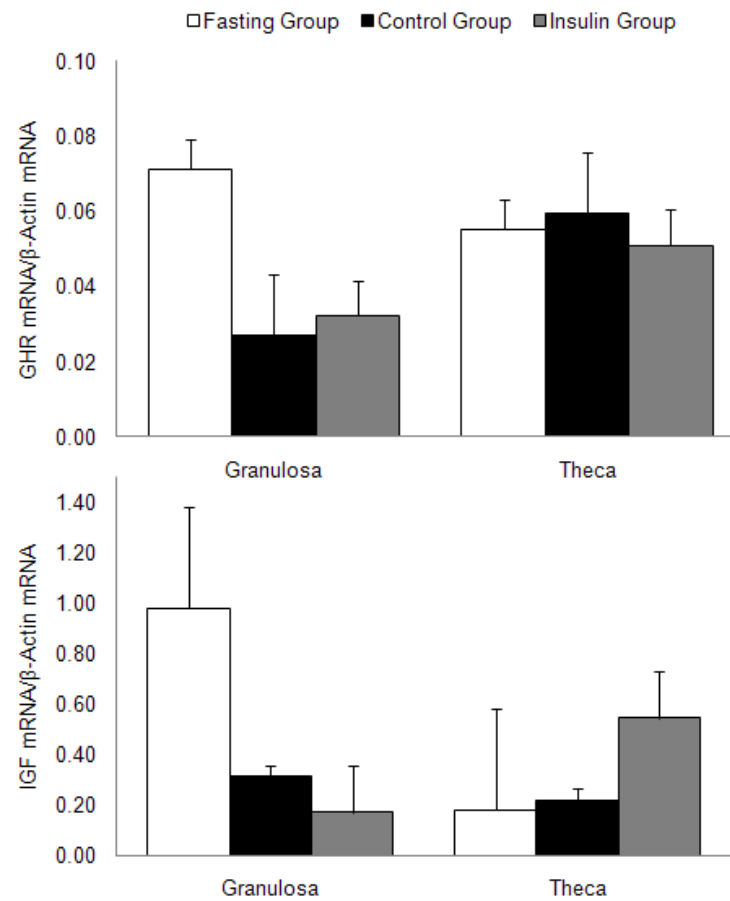 Fasting Group Control Group Insulin Group
GHR mRNA/β-Actin mRNA
0.10
0.08
0.06
0.04
0.02
0.00
Granulosa Theca
IGF mRNA/β-Actin mRNA
1.40
1.20
1.00
0.80
0.60
0.40
0.20
0.00
Granulosa Theca